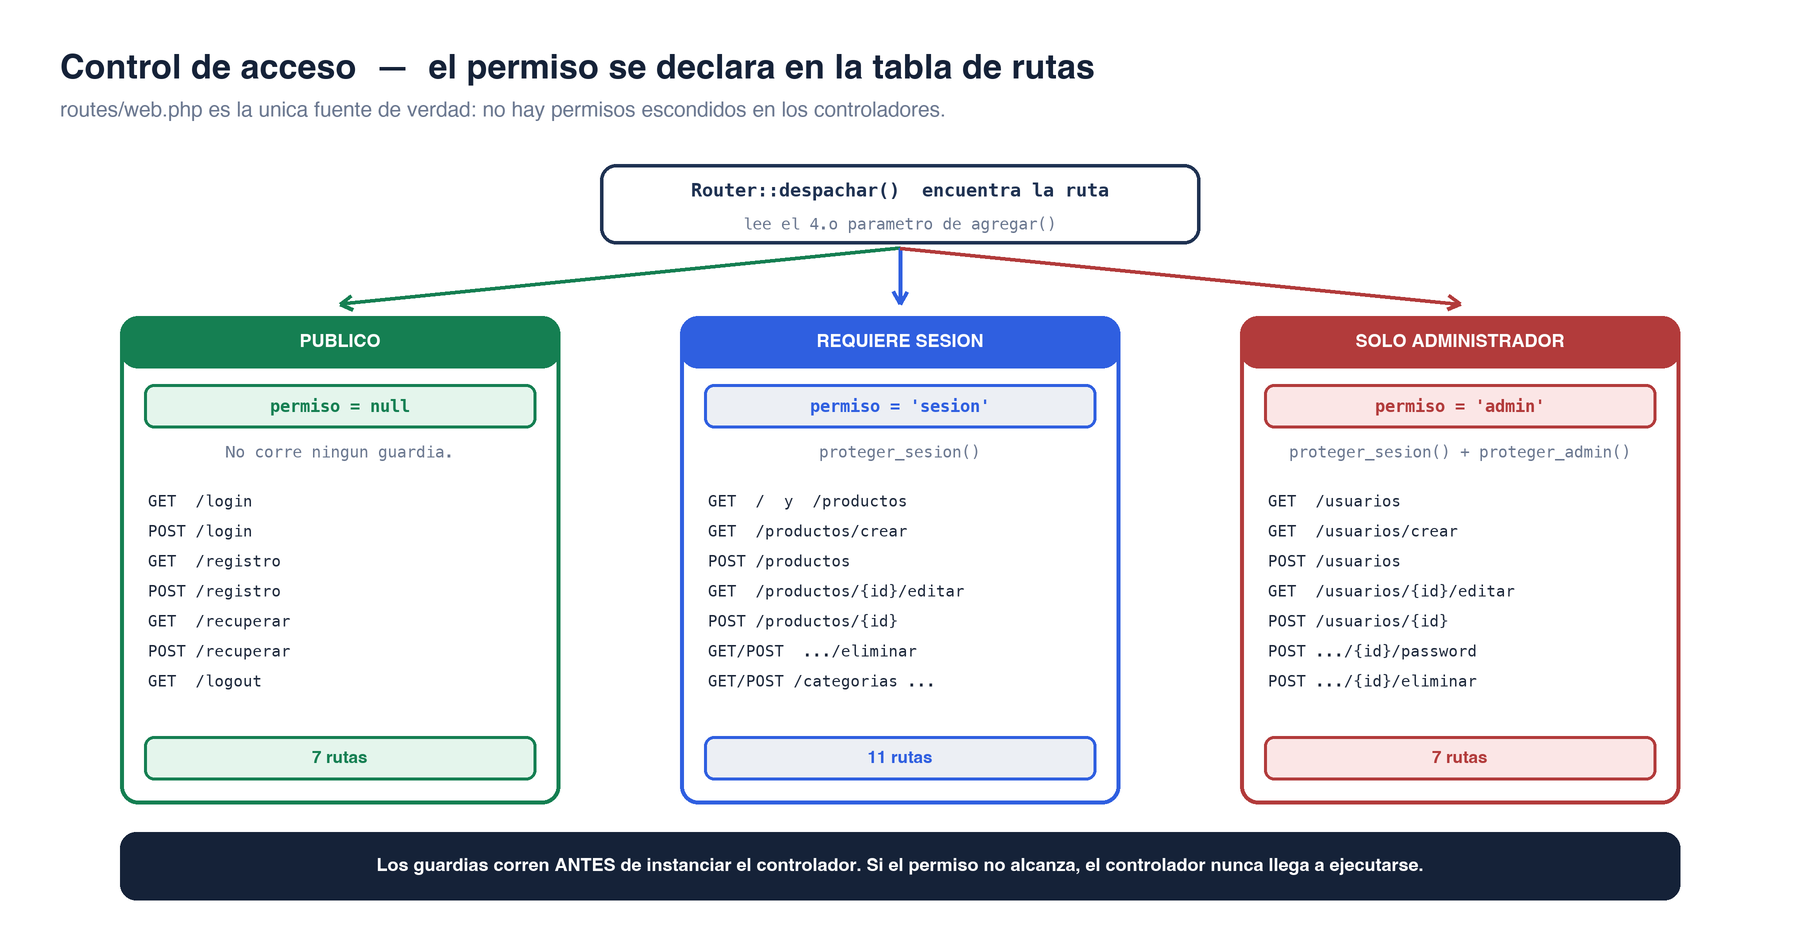 Control de acceso — el permiso se declara en la tabla de rutas
routes/web.php es la unica fuente de verdad: no hay permisos escondidos en los controladores.
Router::despachar() encuentra la ruta
lee el 4.o parametro de agregar()
PUBLICO
permiso = null
No corre ningun guardia.
GET /login
POST /login
GET /registro
POST /registro
GET /recuperar
POST /recuperar
GET /logout
7 rutas
REQUIERE SESION
permiso = 'sesion'
proteger_sesion()
GET / y /productos
GET /productos/crear
POST /productos
GET /productos/{id}/editar
POST /productos/{id}
GET/POST .../eliminar
GET/POST /categorias ...
11 rutas
SOLO ADMINISTRADOR
permiso = 'admin'
proteger_sesion() + proteger_admin()
GET /usuarios
GET /usuarios/crear
POST /usuarios
GET /usuarios/{id}/editar
POST /usuarios/{id}
POST .../{id}/password
POST .../{id}/eliminar
7 rutas
Los guardias corren ANTES de instanciar el controlador. Si el permiso no alcanza, el controlador nunca llega a ejecutarse.